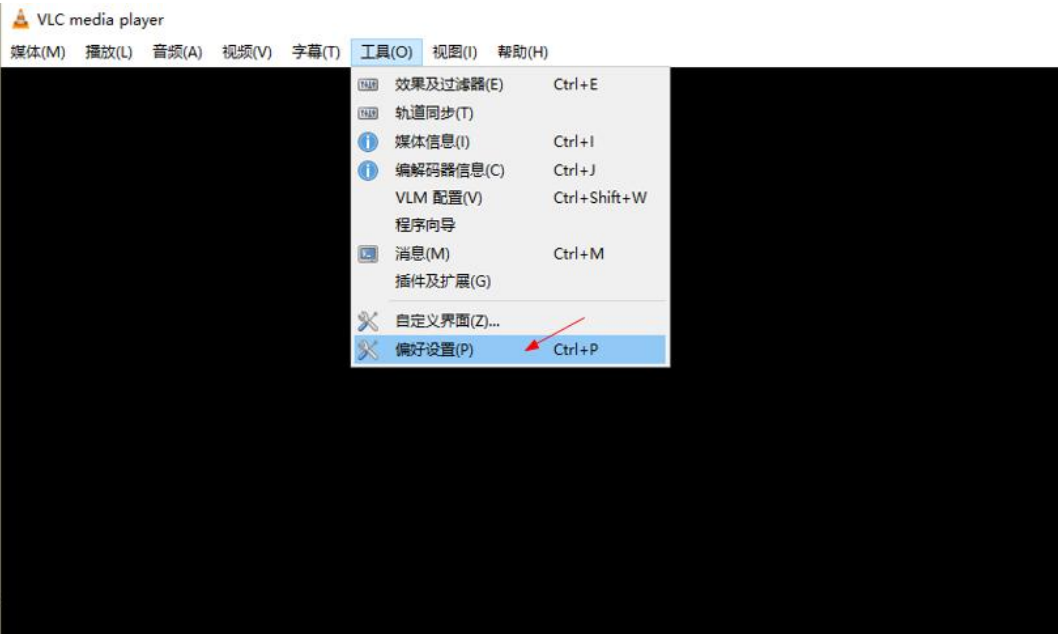 VLC media player
媒体(M) 播放(L) 音频(A) 视频(V) 字幕(T) 工具(O) 视图(I) 帮助(H)
效果及过滤器(E) Ctrl+E
轨道同步(T)
媒体信息(I) Ctrl+I
编解码器信息(C) Ctrl+J
VLM 配置(V) Ctrl+Shift+W
程序向导
消息(M) Ctrl+M
插件及扩展(G)
自定义界面(Z)...
偏好设置(P) Ctrl+P